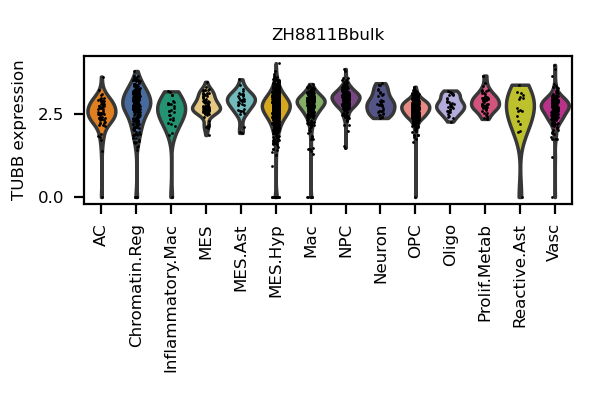 ZH8811Bbulk
TUBB expression
2.5
0.0
AC
Chromatin.Reg
Inflammatory.Mac
MES
MES.Ast
MES.Hyp
Mac
NPC
Neuron
OPC
Oligo
Prolif.Metab
Reactive.Ast
Vasc